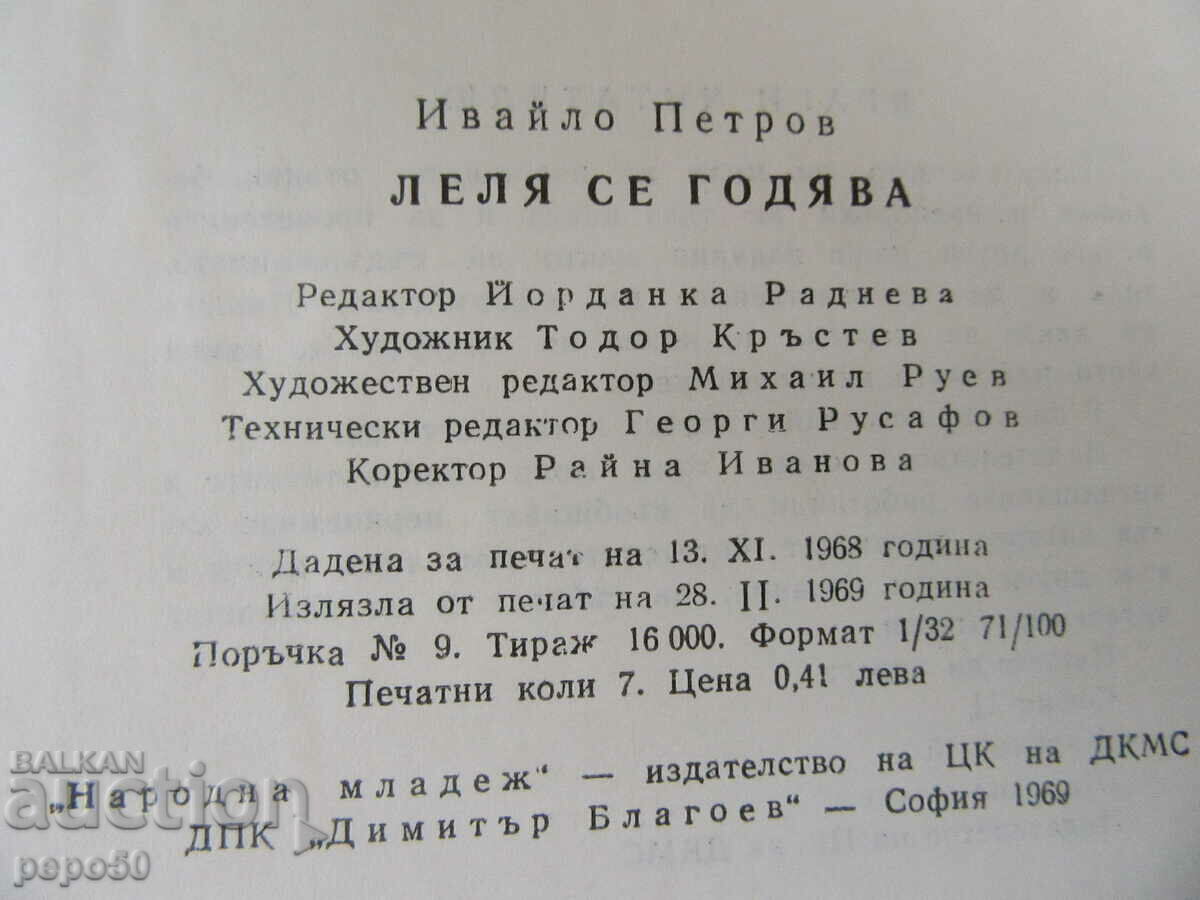 Ивайло Петров
ЛЕЛЯ СЕ ГОДЯВА
Редактор Йорданка Раднева
Художник Тодор Кръстев
Художествен редактор Михаил Руев
Технически редактор Георги Русафов
Коректор Райна Иванова
Дадена за печат на 13. XI. 1968 година
Излязла от печат на 28. II. 1969 година
Поръчка № 9. Тираж 16 000. Формат 1/32 71/100
Печатни коли 7. Цена 0,41 лева
„Народна младеж“ — издателство на ЦК на ДКМС
ДПК „Димитър Благоев“ — София 1969
BALKAN
auction
pepo50